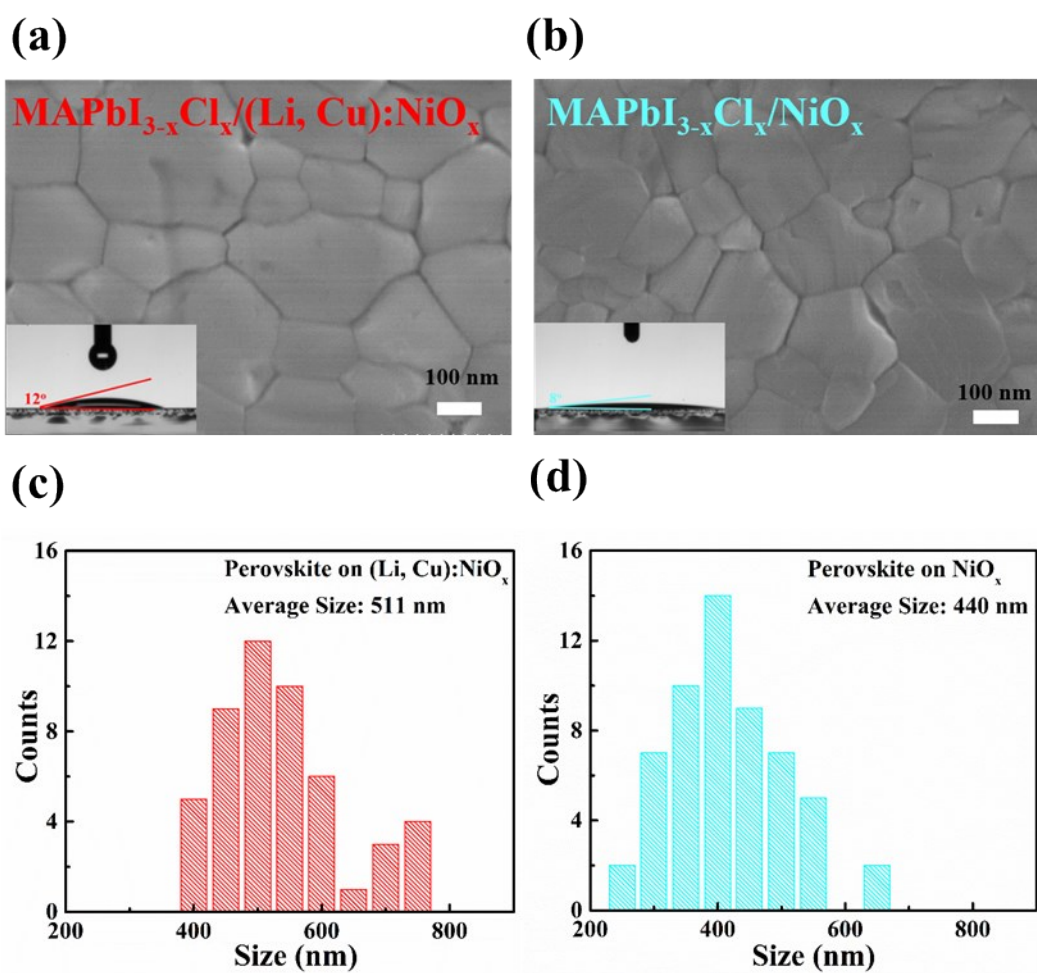 (a)
MAPbI₃₋ₓClₓ/(Li, Cu):NiOₓ
12°
100 nm
(b)
MAPbI₃₋ₓClₓ/NiOₓ
8°
100 nm
(c)
16
12
8
4
0
Counts
Perovskite on (Li, Cu):NiOₓ
Average Size: 511 nm
200 400 600 800
Size (nm)
(d)
16
12
8
4
0
Counts
Perovskite on NiOₓ
Average Size: 440 nm
200 400 600 800
Size (nm)